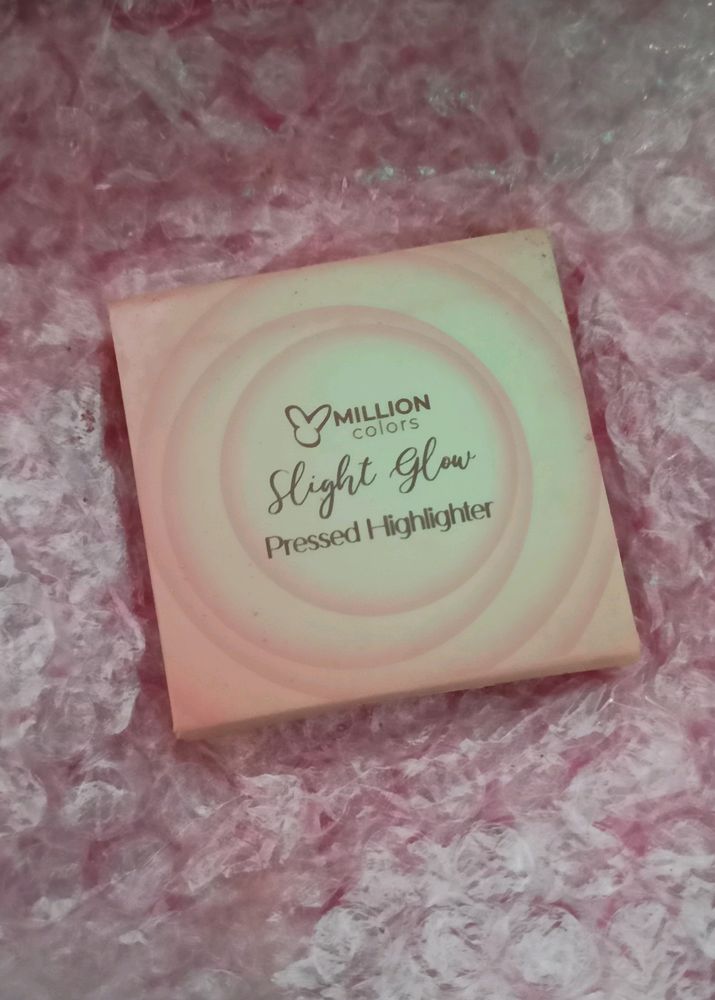 MILLION
colors
Slight Glow
Pressed Highlighter